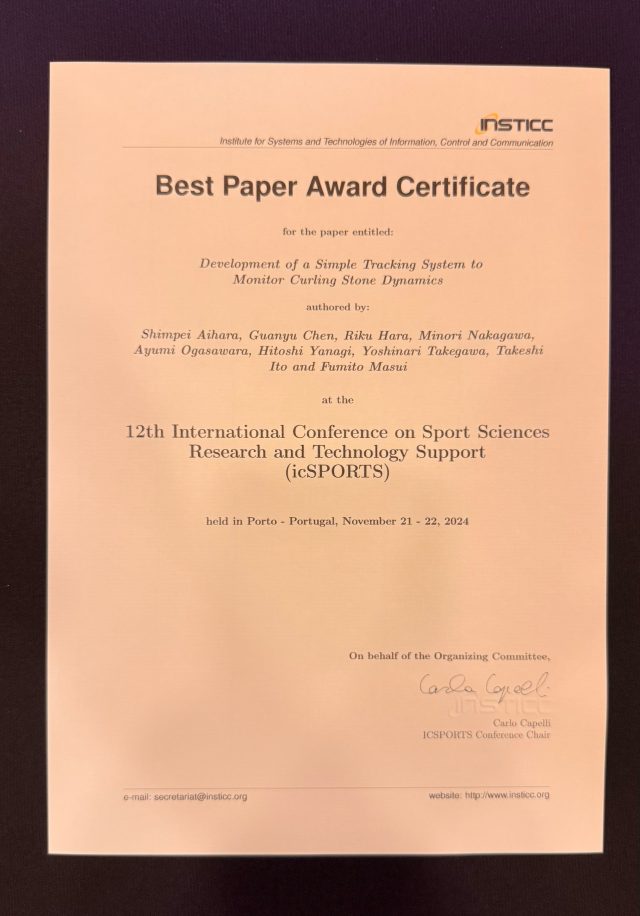 INSTICC
Institute for Systems and Technologies of Information, Control and Communication
Best Paper Award Certificate
for the paper entitled:
Development of a Simple Tracking System to
Monitor Curling Stone Dynamics
authored by:
Shimpei Aihara, Guanyu Chen, Riku Hara, Minori Nakagawa,
Ayumi Ogasawara, Hitoshi Yanagi, Yoshinari Takegawa, Takeshi
Ito and Fumito Masui
at the
12th International Conference on Sport Sciences
Research and Technology Support
(icSPORTS)
held in Porto - Portugal, November 21 - 22, 2024
On behalf of the Organizing Committee,
Carlo Capelli
INSTICC
Carlo Capelli
ICSPORTS Conference Chair
e-mail: secretariat@insticc.org
website: http://www.insticc.org